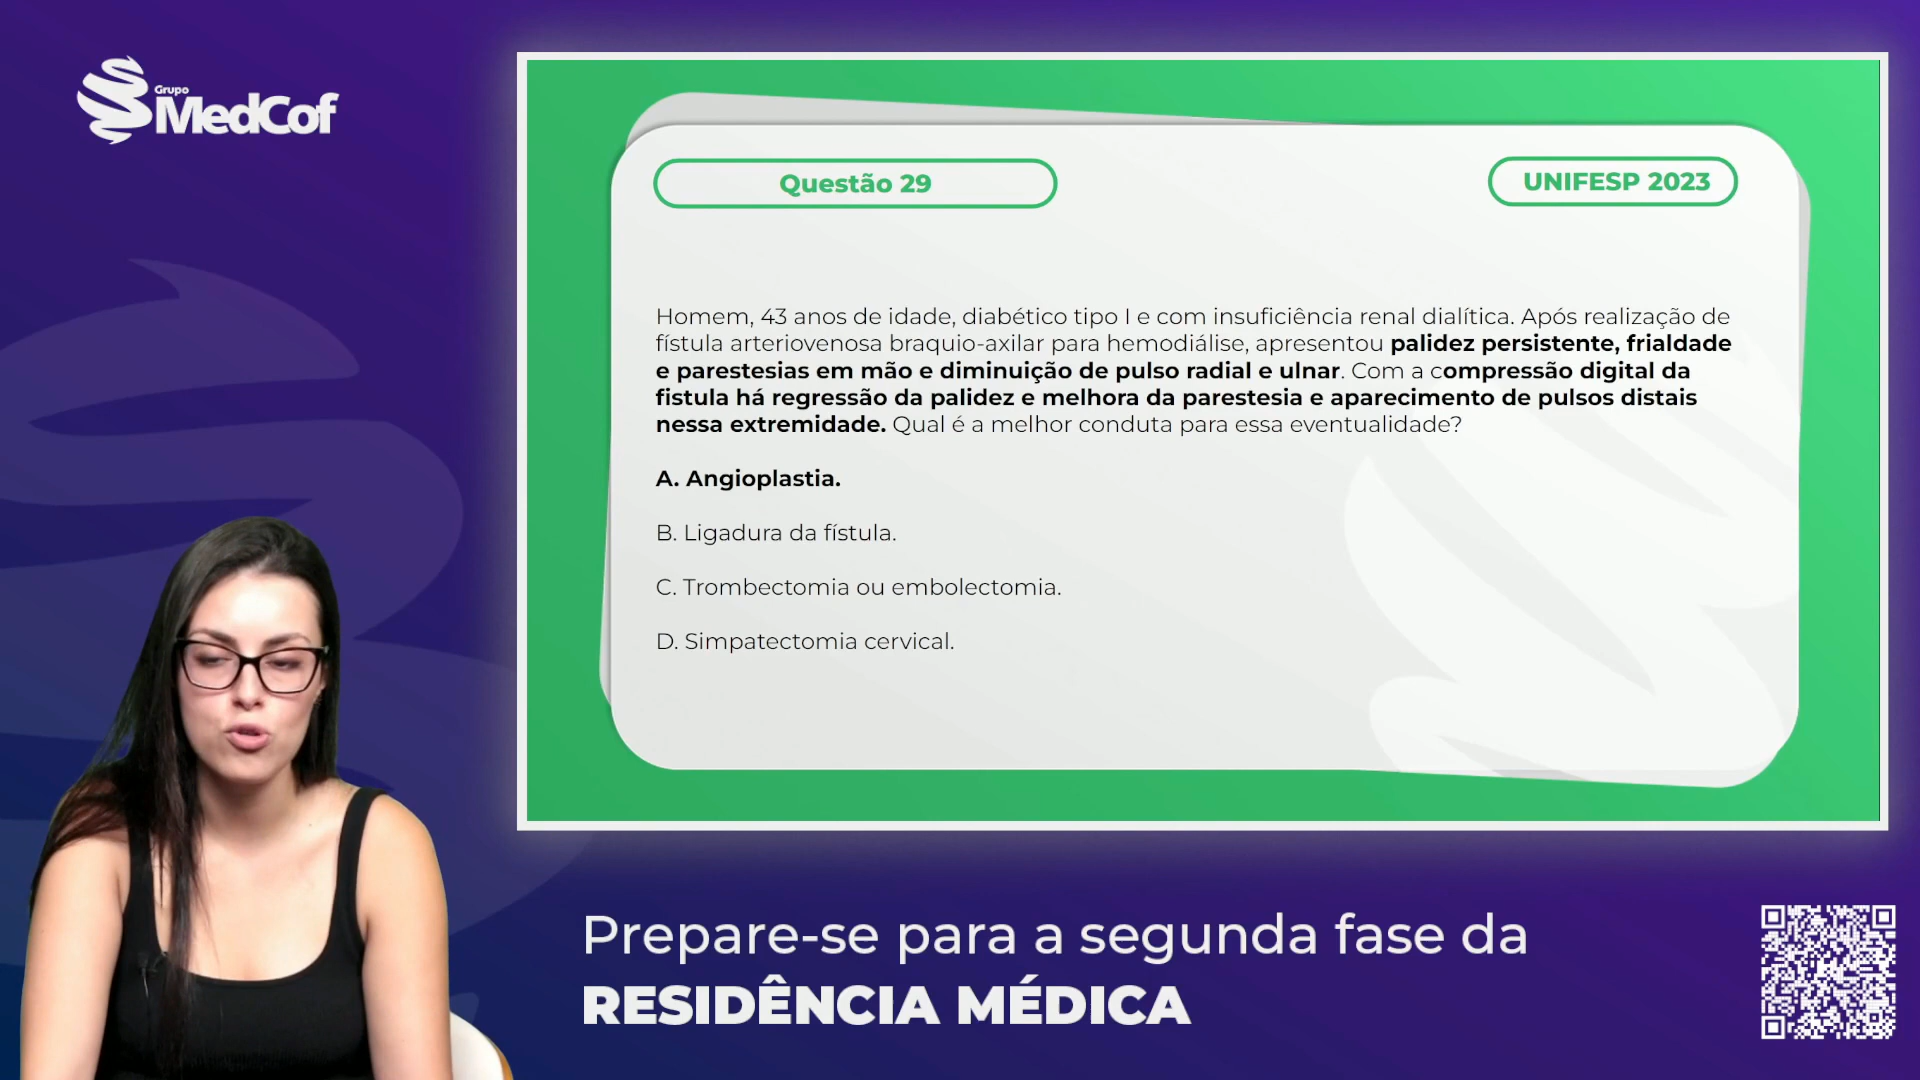 Grupo
MedCof
Questão 29
UNIFESP 2023
Homem, 43 anos de idade, diabético tipo I e com insuficiência renal dialítica. Após realização de
fístula arteriovenosa braquio-axilar para hemodiálise, apresentou palidez persistente, frialdade
e parestesias em mão e diminuição de pulso radial e ulnar. Com a compressão digital da
fistula há regressão da palidez e melhora da parestesia e aparecimento de pulsos distais
nessa extremidade. Qual é a melhor conduta para essa eventualidade?
A. Angioplastia.
B. Ligadura da fístula.
C. Trombectomia ou embolectomia.
D. Simpatectomia cervical.
Prepare-se para a segunda fase da
RESIDÊNCIA MÉDICA